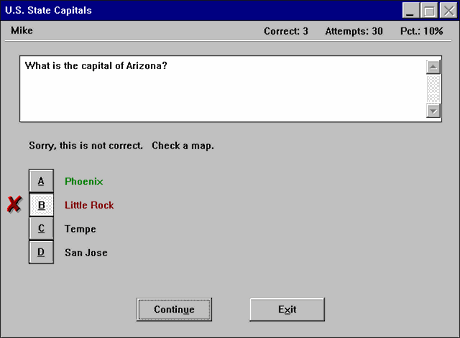 U.S. State Capitals
Mike Correct: 3 Attempts: 30 Pct.: 10%
What is the capital of Arizona?
Sorry, this is not correct. Check a map.
A Phoenix
B Little Rock
C Tempe
D San Jose
Continue Exit